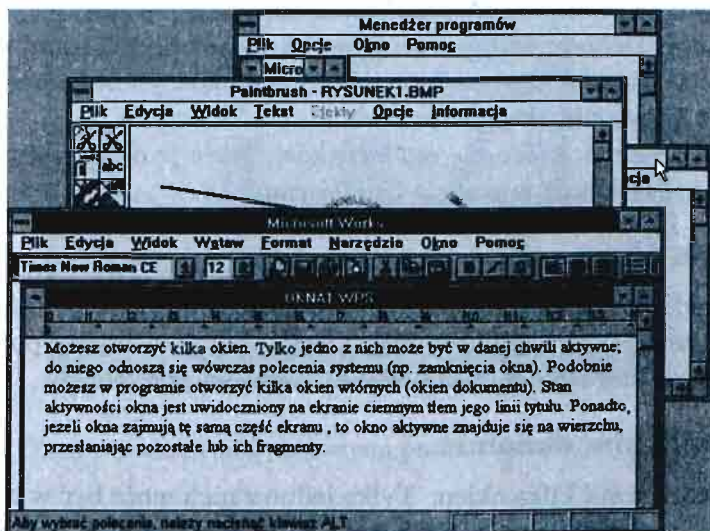 Menedżer programów
Plik Opcje Okno Pomoc
Micro
Paintbrush - RYSUNEK1.BMP
Plik Edycja Widok Tekst Efekty Opcje Informacja
abc
cja
Microsoft Works
Plik Edycja Widok Wstaw Format Narzędzia Okno Pomoc
Times New Roman CE 12
OKNA1.WPS
Możesz otworzyć kilka okien. Tylko jedno z nich może być w danej chwili aktywne;
do niego odnoszą się wówczas polecenia systemu (np. zamknięcia okna). Podobnie
możesz w programie otworzyć kilka okien wtórnych (okien dokumentu). Stan
aktywności okna jest uwidoczniony na ekranie ciemnym tłem jego linii tytułu. Ponadto,
jeżeli okna zajmują tę samą część ekranu , to okno aktywne znajduje się na wierzchu,
przesłaniając pozostałe lub ich fragmenty.
Aby wybrać polecenia, należy nacisnąć klawisz ALT